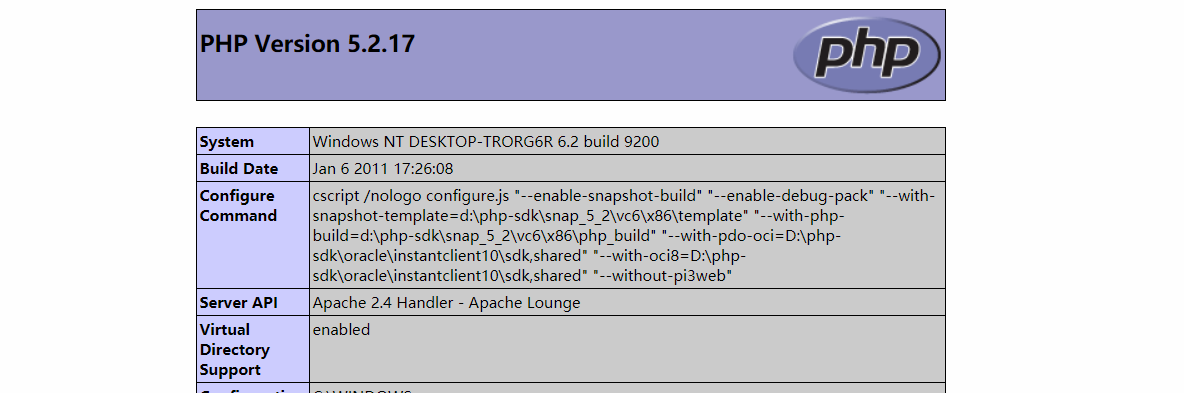 PHP Version 5.2.17
php
System Windows NT DESKTOP-TRORG6R 6.2 build 9200
Build Date Jan 6 2011 17:26:08
Configure Command
cscript /nologo configure.js "--enable-snapshot-build" "--enable-debug-pack" "--with-
snapshot-template=d:\php-sdk\snap_5_2\vc6\x86\template" "--with-php-
build=d:\php-sdk\snap_5_2\vc6\x86\php_build" "--with-pdo-oci=D:\php-
sdk\oracle\instantclient10\sdk,shared" "--with-oci8=D:\php-
sdk\oracle\instantclient10\sdk,shared" "--without-pi3web"
Server API Apache 2.4 Handler - Apache Lounge
Virtual
Directory
Support
enabled